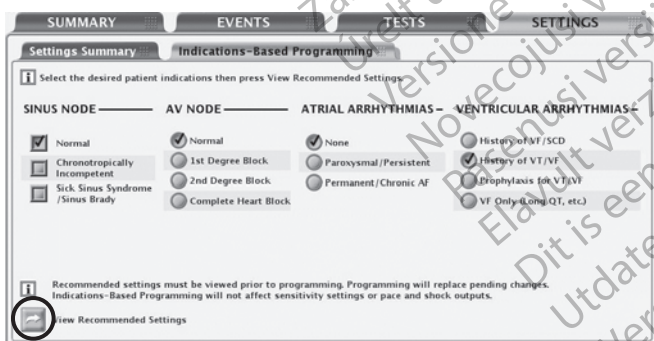 SUMMARY EVENTS TESTS SETTINGS
Settings Summary Indications-Based Programming
i Select the desired patient indications then press View Recommended Settings.
SINUS NODE AV NODE ATRIAL ARRHYTHMIAS VENTRICULAR ARRHYTHMIAS
Normal Normal None History of VF/SCD
Chronotropically Incompetent 1st Degree Block Paroxysmal/Persistent History of VT/VF
Sick Sinus Syndrome /Sinus Brady 2nd Degree Block Permanent/Chronic AF Prophylaxis for VT/VF
Complete Heart Block VF Only (Long QT, etc.)
i Recommended settings must be viewed prior to programming. Programming will replace pending changes.
Indications-Based Programming will not affect sensitivity settings or pace and shock outputs.
View Recommended Settings
Novecojusi
Dit is een